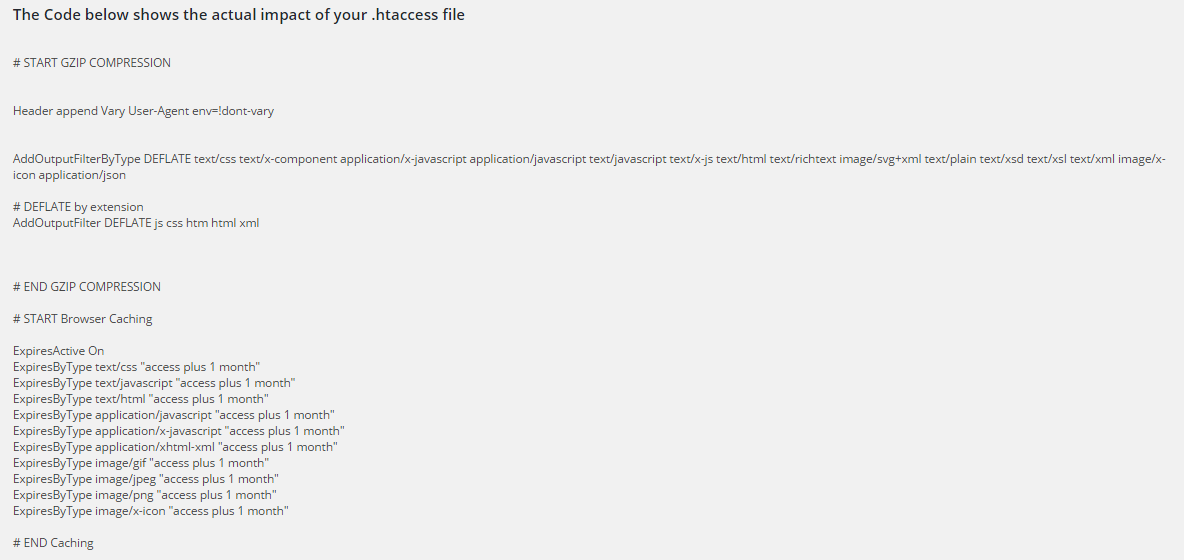 The Code below shows the actual impact of your .htaccess file
# START GZIP COMPRESSION
Header append Vary User-Agent env=!dont-vary
AddOutputFilterByType DEFLATE text/css text/x-component application/x-javascript application/javascript text/javascript text/x-js text/html text/richtext image/svg+xml text/plain text/xsd text/xsl text/xml image/x-
icon application/json
# DEFLATE by extension
AddOutputFilter DEFLATE js css htm html xml
# END GZIP COMPRESSION
# START Browser Caching
ExpiresActive On
ExpiresByType text/css "access plus 1 month"
ExpiresByType text/javascript "access plus 1 month"
ExpiresByType text/html "access plus 1 month"
ExpiresByType application/javascript "access plus 1 month"
ExpiresByType application/x-javascript "access plus 1 month"
ExpiresByType application/xhtml-xml "access plus 1 month"
ExpiresByType image/gif "access plus 1 month"
ExpiresByType image/jpeg "access plus 1 month"
ExpiresByType image/png "access plus 1 month"
ExpiresByType image/x-icon "access plus 1 month"
# END Caching